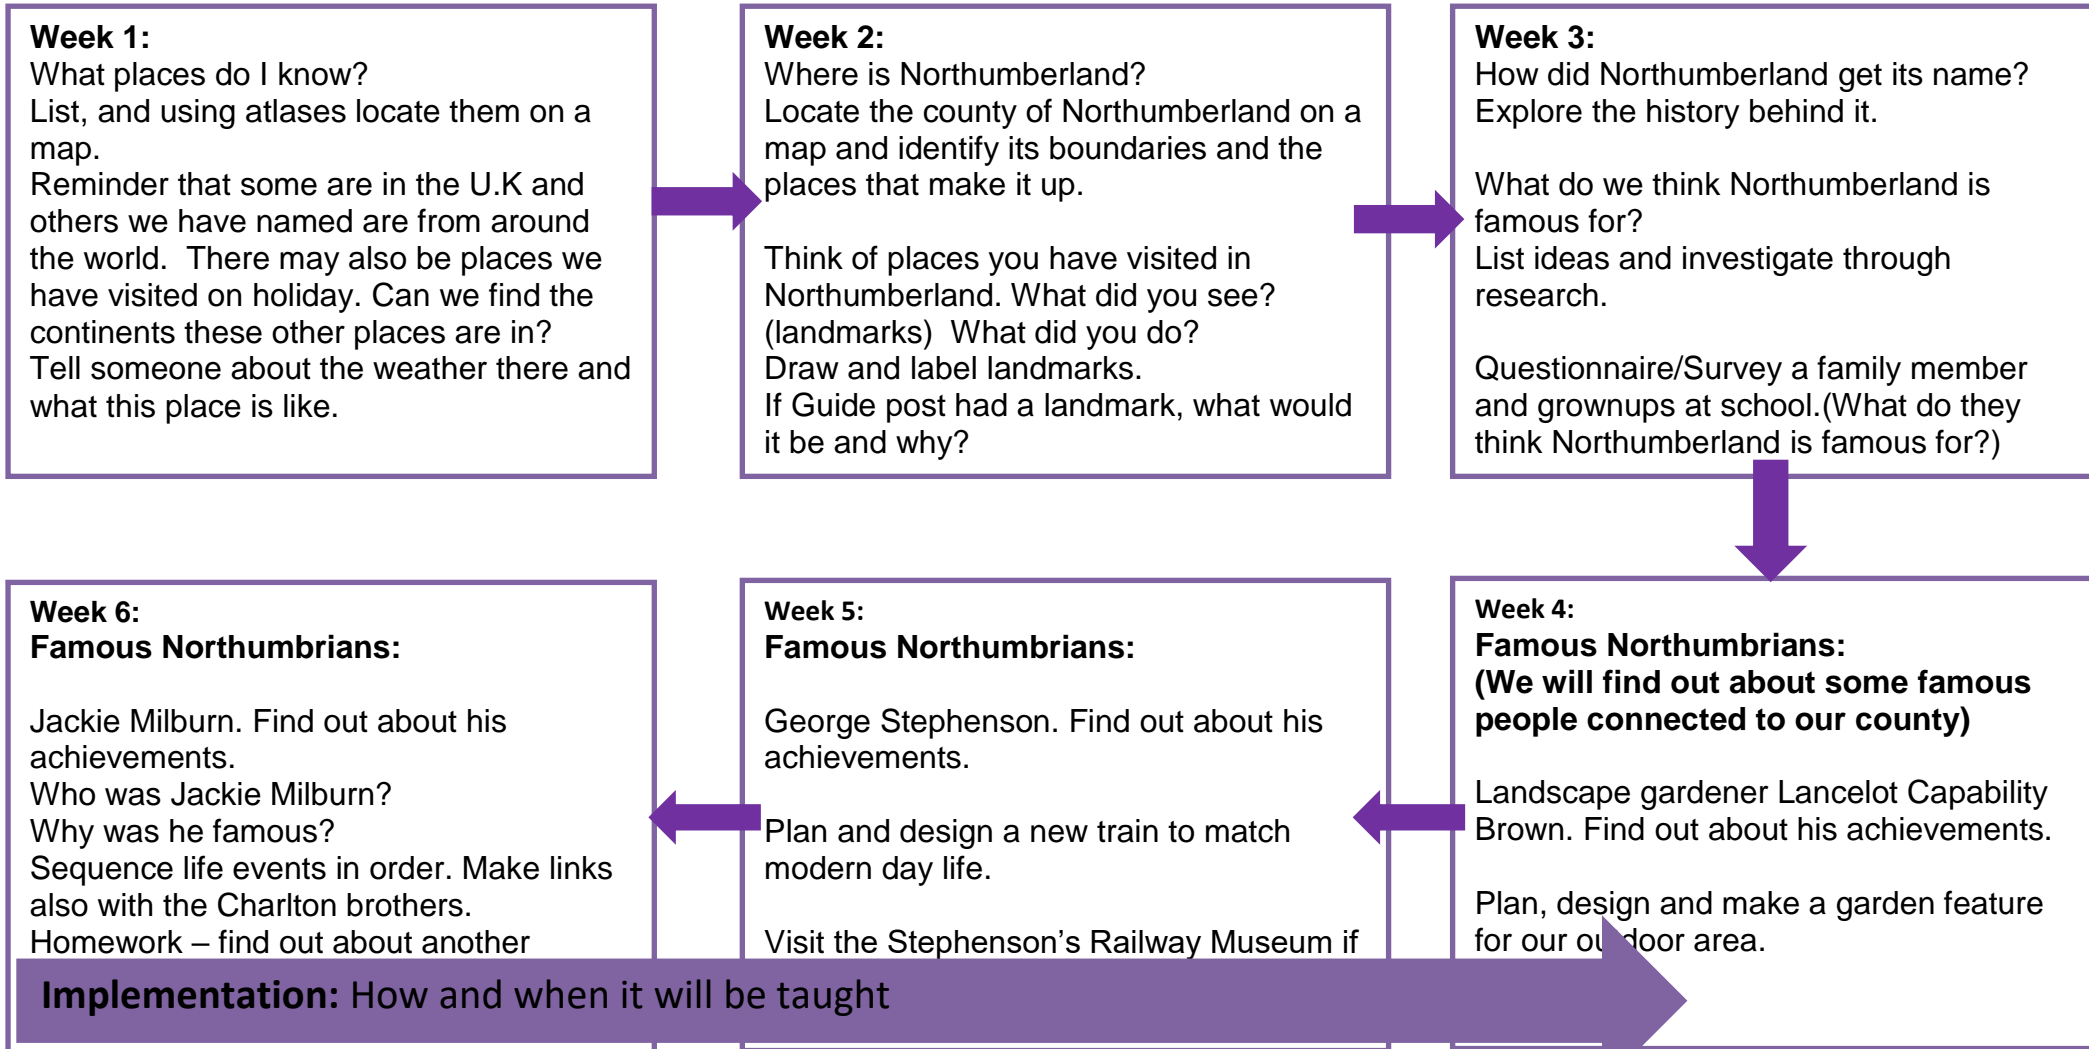 Week 1:
What places do I know?
List, and using atlases locate them on a
map.
Reminder that some are in the U.K and
others we have named are from around
the world.  There may also be places we
have visited on holiday. Can we find the
continents these other places are in?
Tell someone about the weather there and
what this place is like.
Week 2:
Where is Northumberland?
Locate the county of Northumberland on a
map and identify its boundaries and the
places that make it up.
Think of places you have visited in
Northumberland. What did you see?
(landmarks)  What did you do?
Draw and label landmarks.
If Guide post had a landmark, what would
it be and why?
Week 3:
How did Northumberland get its name?
Explore the history behind it.
What do we think Northumberland is
famous for?
List ideas and investigate through
research.
Questionnaire/Survey a family member
and grownups at school.(What do they
think Northumberland is famous for?)
Week 4:
Famous Northumbrians:
(We will find out about some famous
people connected to our county)
Landscape gardener Lancelot Capability
Brown. Find out about his achievements.
Plan, design and make a garden feature
for our outdoor area.
Week 5:
Famous Northumbrians:
George Stephenson. Find out about his
achievements.
Plan and design a new train to match
modern day life.
Visit the Stephenson's Railway Museum if
Week 6:
Famous Northumbrians:
Jackie Milburn. Find out about his
achievements.
Who was Jackie Milburn?
Why was he famous?
Sequence life events in order. Make links
also with the Charlton brothers.
Homework – find out about another
Implementation: How and when it will be taught